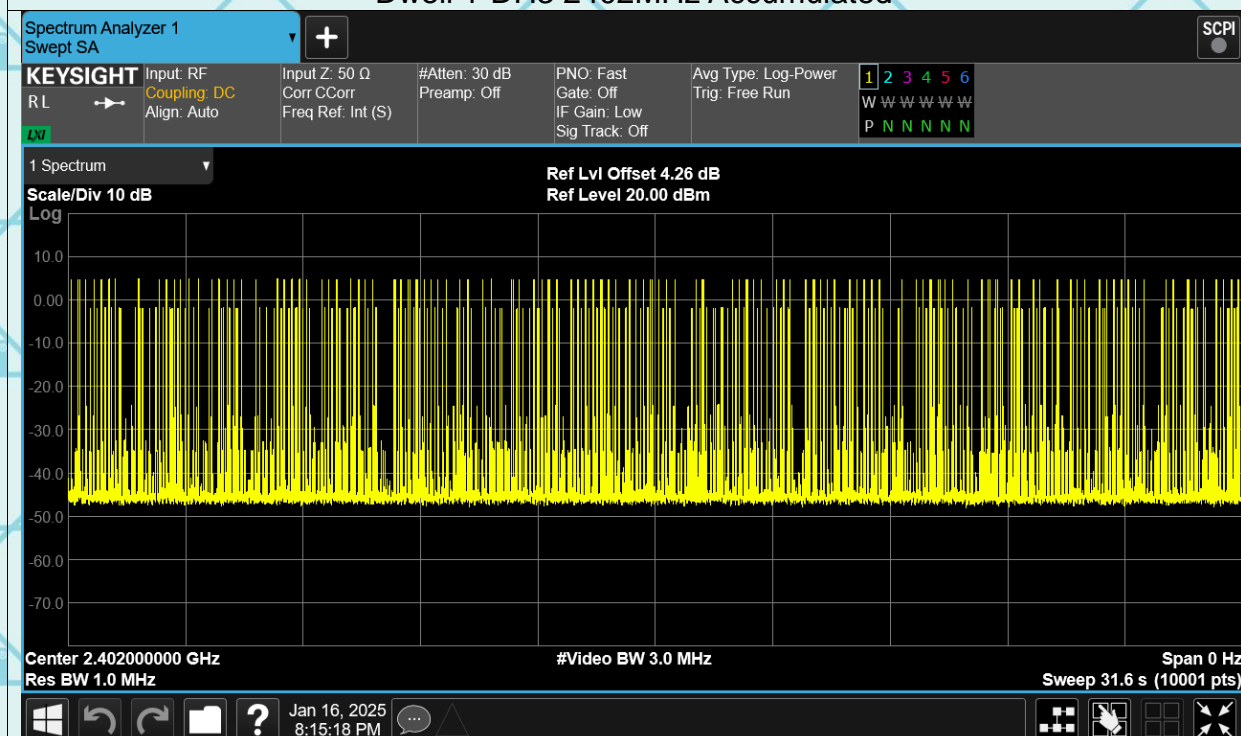 Dwell 1-DH5 2402MHz Accumulated
Spectrum Analyzer 1
Swept SA
+
SCPI
KEYSIGHT
R L
LXI
Input: RF
Coupling: DC
Align: Auto
Input Z: 50 Ω
Corr CCorr
Freq Ref: Int (S)
#Atten: 30 dB
Preamp: Off
PNO: Fast
Gate: Off
IF Gain: Low
Sig Track: Off
Avg Type: Log-Power
Trig: Free Run
1 2 3 4 5 6
W W W W W W
P N N N N N
1 Spectrum
Scale/Div 10 dB
Ref Lvl Offset 4.26 dB
Ref Level 20.00 dBm
Log
10.0
0.00
-10.0
-20.0
-30.0
-40.0
-50.0
-60.0
-70.0
Center 2.402000000 GHz
#Video BW 3.0 MHz
Span 0 Hz
Res BW 1.0 MHz
Sweep 31.6 s (10001 pts)
?
Jan 16, 2025
8:15:18 PM